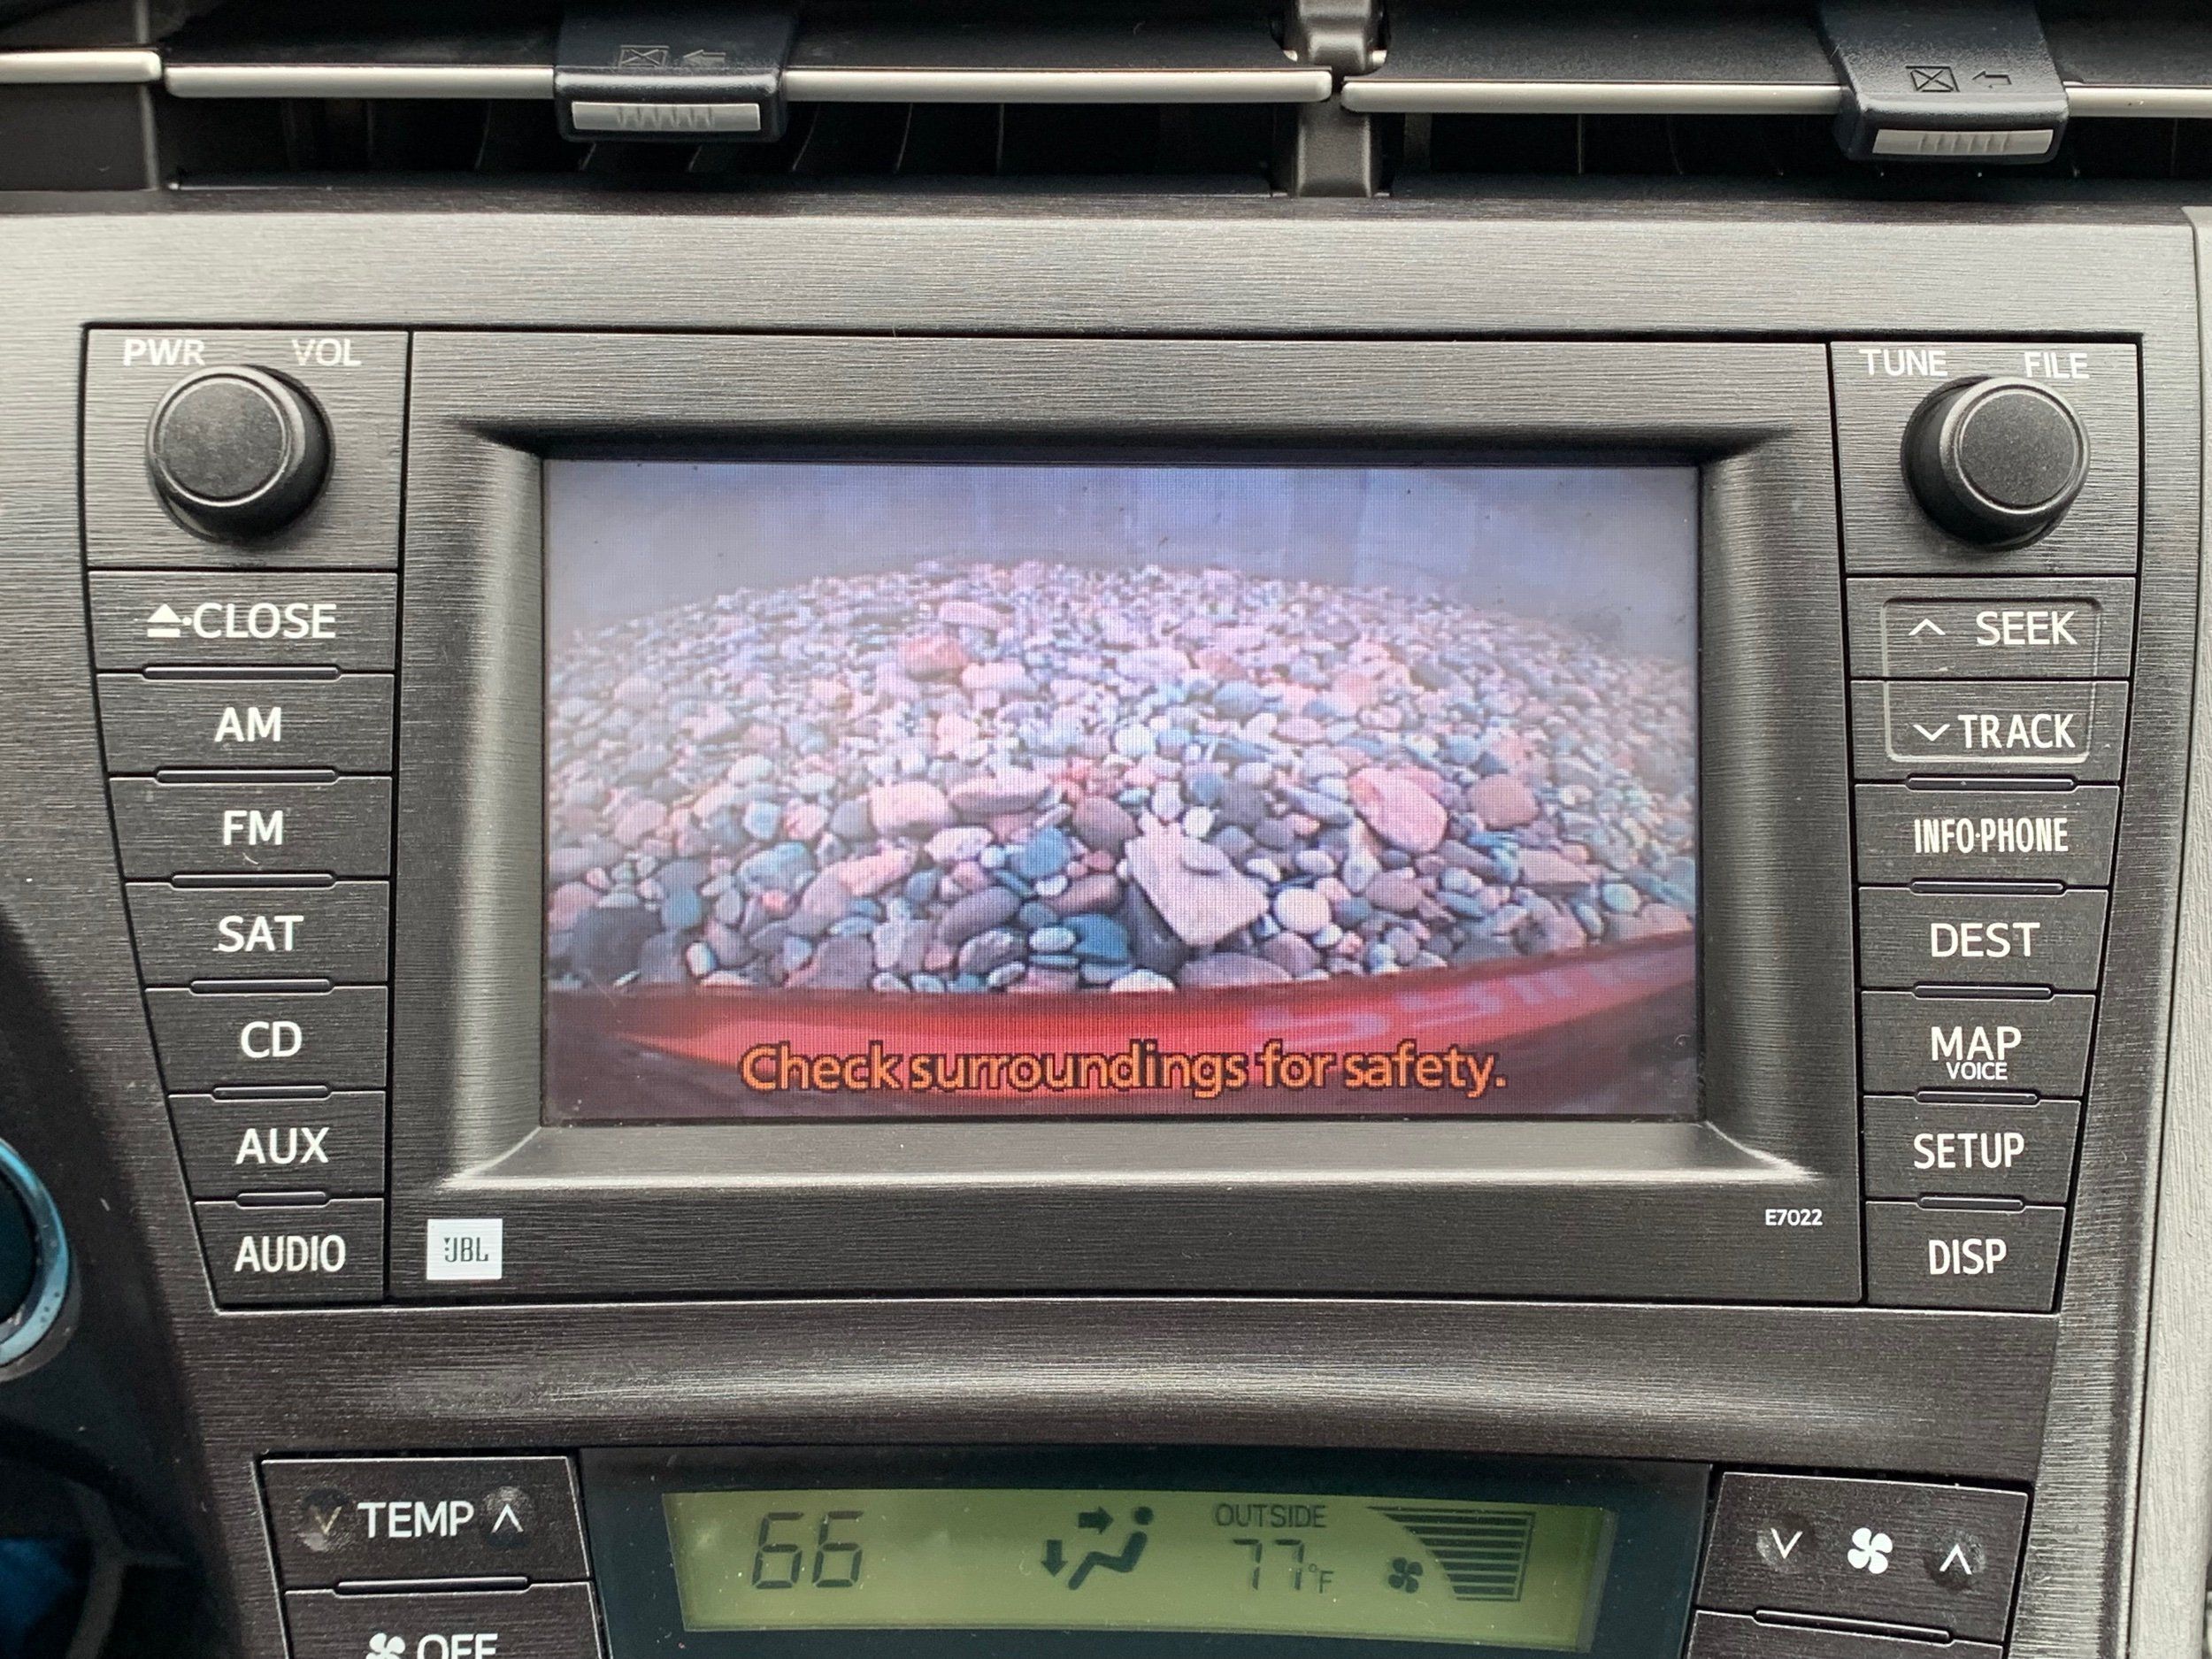 PWR VOL
TUNE FILE
CLOSE
SEEK
AM
TRACK
FM
INFO·PHONE
SAT
DEST
CD
MAP
VOICE
AUX
SETUP
AUDIO
DISP
Check surroundings for safety.
JBL
E7022
TEMP
66
OUTSIDE
77°F
OFF